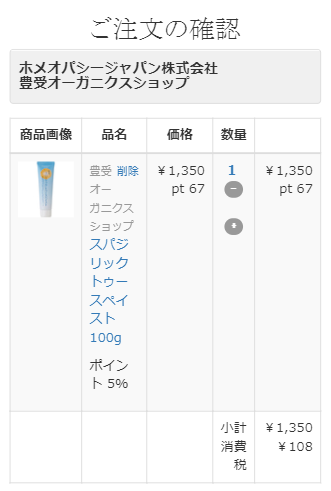 ご注文の確認
ホメオパシージャパン株式会社
豊受オーガニクスショップ
商品画像 品名 価格 数量
豊受 削除
オー
ガニクス
ショップ
スパジ
リック
トゥー
スペイ
スト
100g
ポイン
ト 5%
¥1,350
pt 67
1
−
+
¥1,350
pt 67
小計 ¥1,350
消費 ¥108
税